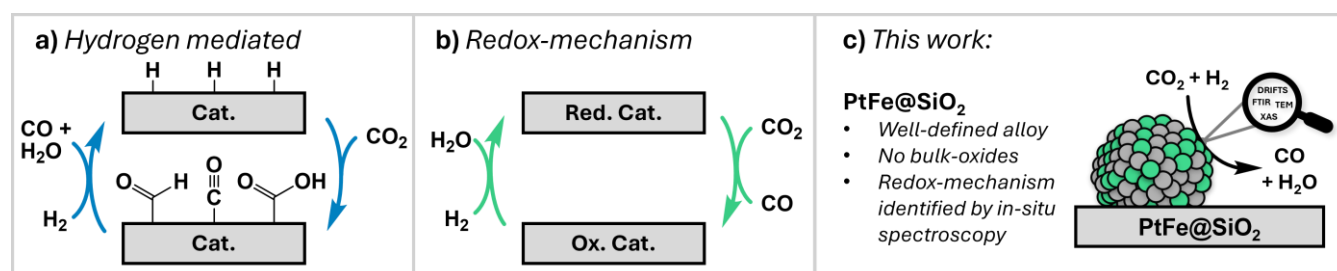 a) Hydrogen mediated
H H H
Cat.
CO +
H₂O
CO₂
H₂
O H
O
C
O OH
Cat.
b) Redox-mechanism
Red. Cat.
H₂O
CO₂
H₂
CO
Ox. Cat.
c) This work:
PtFe@SiO₂
• Well-defined alloy
• No bulk-oxides
• Redox-mechanism
identified by in-situ
spectroscopy
CO₂ + H₂
DRIFTS
FTIR TEM
XAS
CO
+ H₂O
PtFe@SiO₂